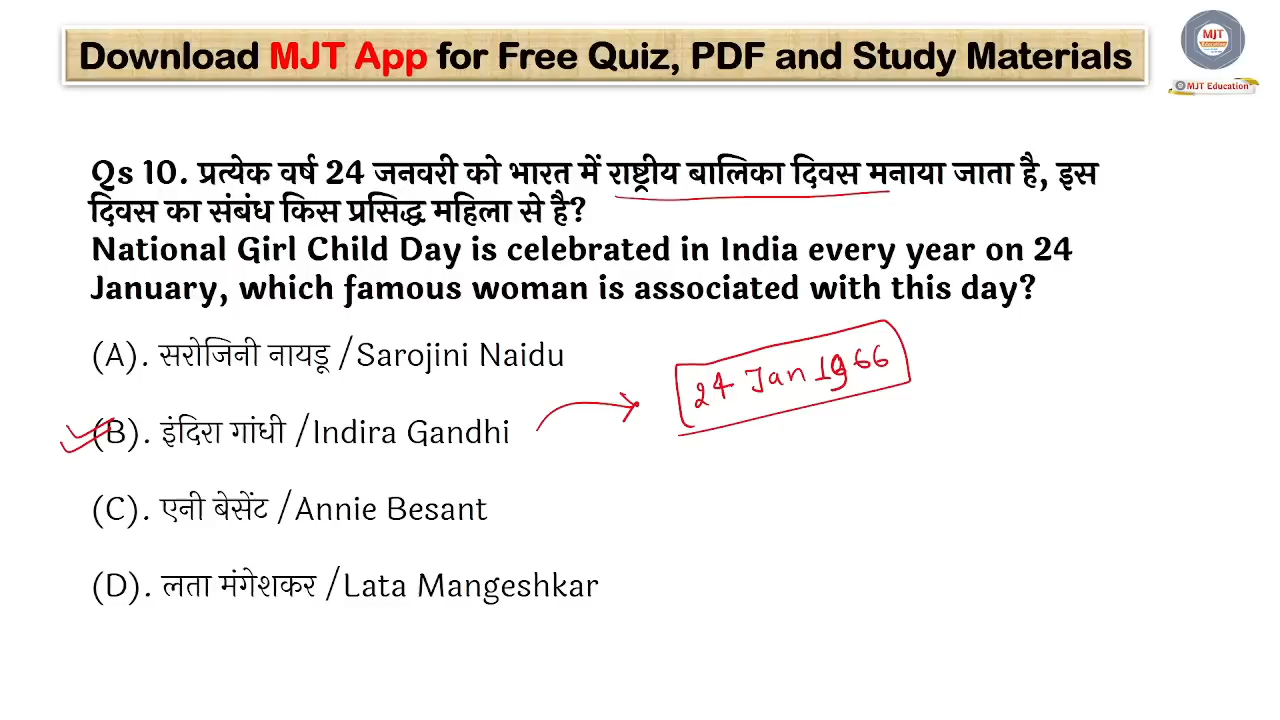 Download MJT App for Free Quiz, PDF and Study Materials
MJT
Education
MJT Education
Qs 10. प्रत्येक वर्ष 24 जनवरी को भारत में राष्ट्रीय बालिका दिवस मनाया जाता है, इस
दिवस का संबंध किस प्रसिद्ध महिला से है?
National Girl Child Day is celebrated in India every year on 24
January, which famous woman is associated with this day?
(A). सरोजिनी नायडू /Sarojini Naidu
24 Jan 1966
(B). इंदिरा गांधी /Indira Gandhi
(C). एनी बेसेंट /Annie Besant
(D). लता मंगेशकर /Lata Mangeshkar